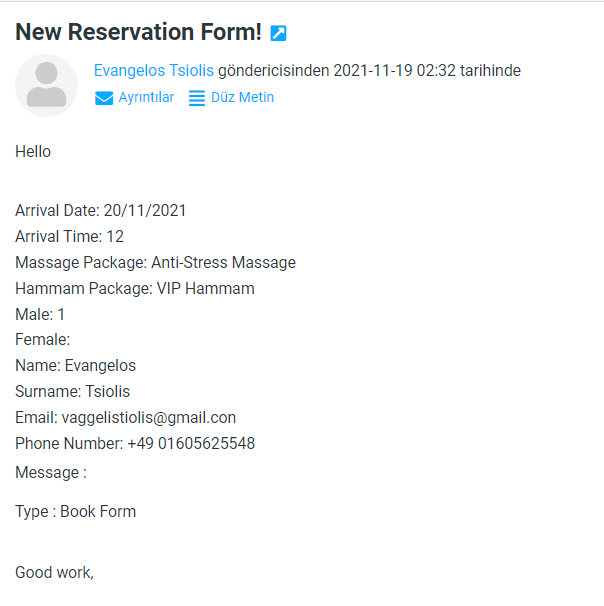 New Reservation Form!
Evangelos Tsiolis göndericisinden 2021-11-19 02:32 tarihinde
Ayrıntılar Düz Metin
Hello
Arrival Date: 20/11/2021
Arrival Time: 12
Massage Package: Anti-Stress Massage
Hammam Package: VIP Hammam
Male: 1
Female:
Name: Evangelos
Surname: Tsiolis
Email: vaggelistiolis@gmail.con
Phone Number: +49 01605625548
Message :
Type : Book Form
Good work,